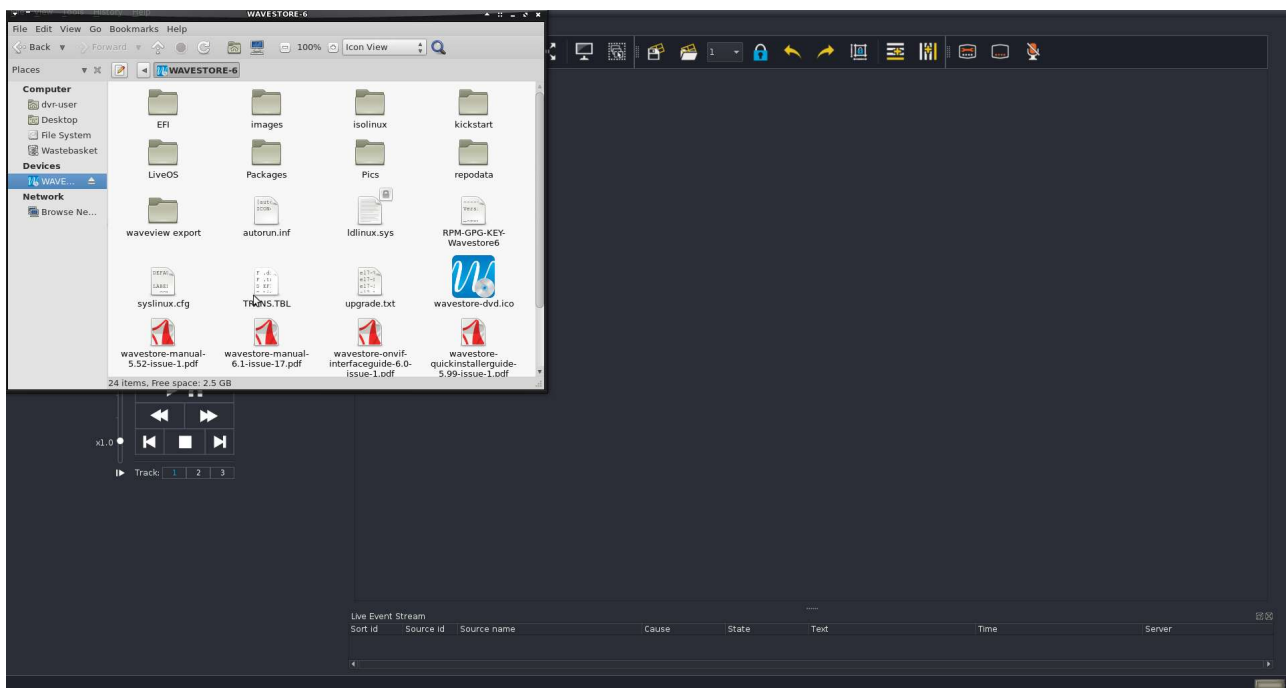 WAVESTORE-6
File Edit View Go Bookmarks Help
Back Forward 100% Icon View
Places WAVESTORE-6
Computer
dvr-user
Desktop
File System
Wastebasket
Devices
WAVE...
Network
Browse Ne...
EFI images isolinux kickstart
LiveOS Packages Pics repodata
waveview export autorun.inf ldlinux.sys RPM-GPG-KEY-
Wavestore6
syslinux.cfg TRANS.TBL upgrade.txt wavestore-dvd.ico
wavestore-manual- wavestore-manual- wavestore-onvif- wavestore-
5.52-issue-1.pdf 6.1-issue-17.pdf interfaceguide-6.0- quickinstallerguide-
issue-1.pdf 5.99-issue-1.pdf
24 items, Free space: 2.5 GB
1
x1.0
Track: 1 2 3
Live Event Stream
Sort id Source id Source name Cause State Text Time Server